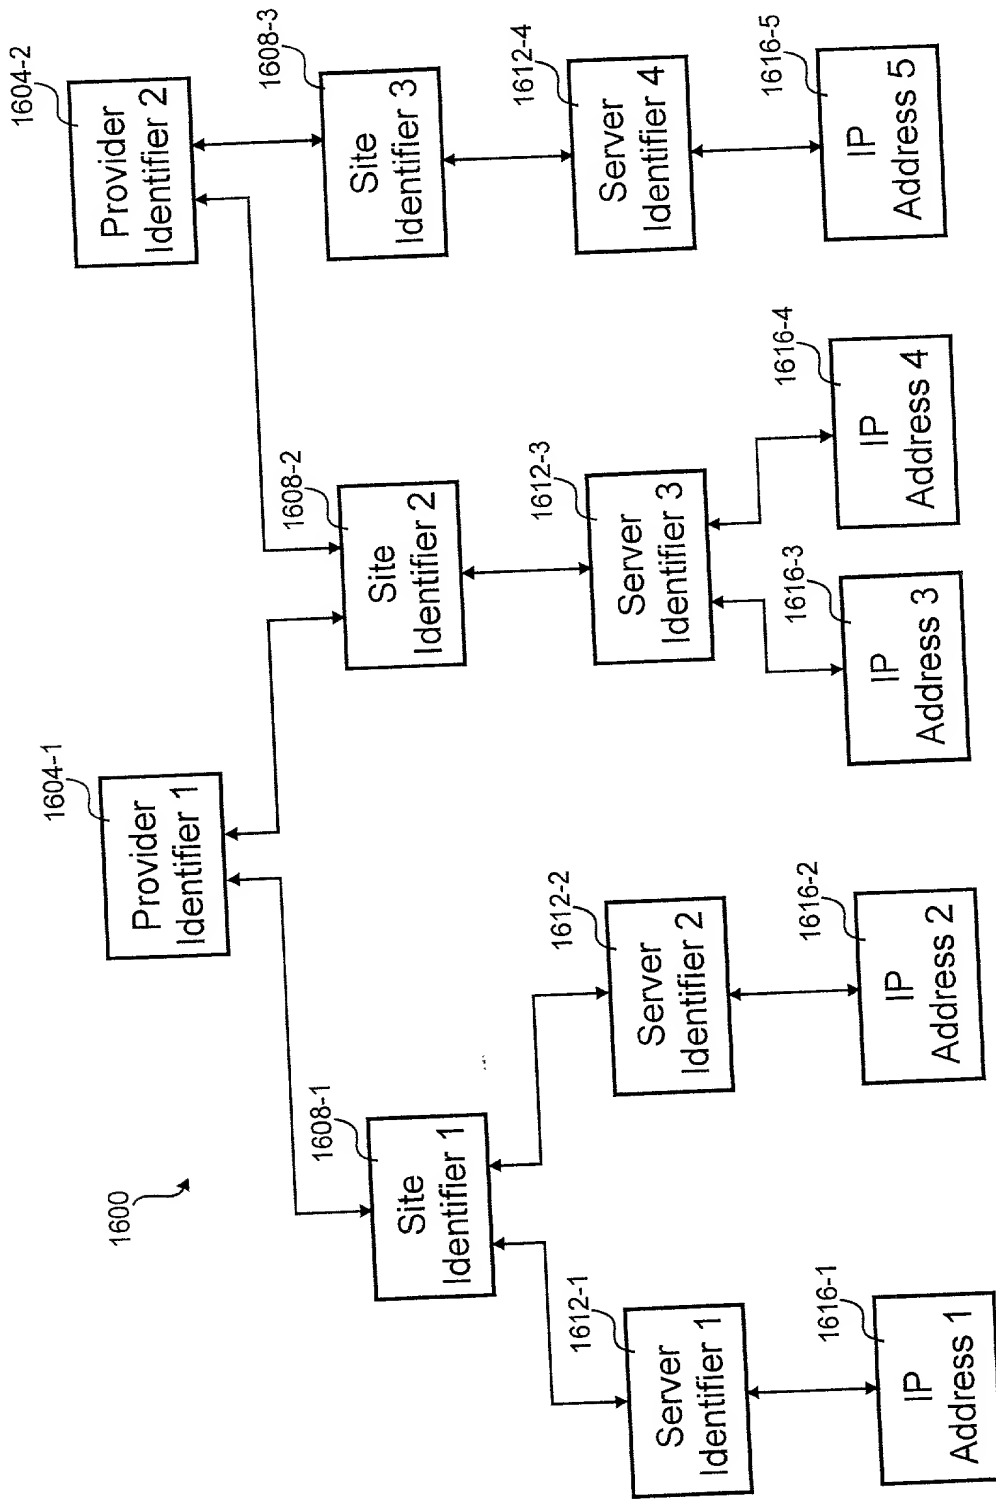 1600
1604-1
Provider
Identifier 1
1604-2
Provider
Identifier 2
1608-1
Site
Identifier 1
1608-2
Site
Identifier 2
1608-3
Site
Identifier 3
1612-1
Server
Identifier 1
1612-2
Server
Identifier 2
1612-3
Server
Identifier 3
1612-4
Server
Identifier 4
1616-1
IP
Address 1
1616-2
IP
Address 2
1616-3
IP
Address 3
1616-4
IP
Address 4
1616-5
IP
Address 5